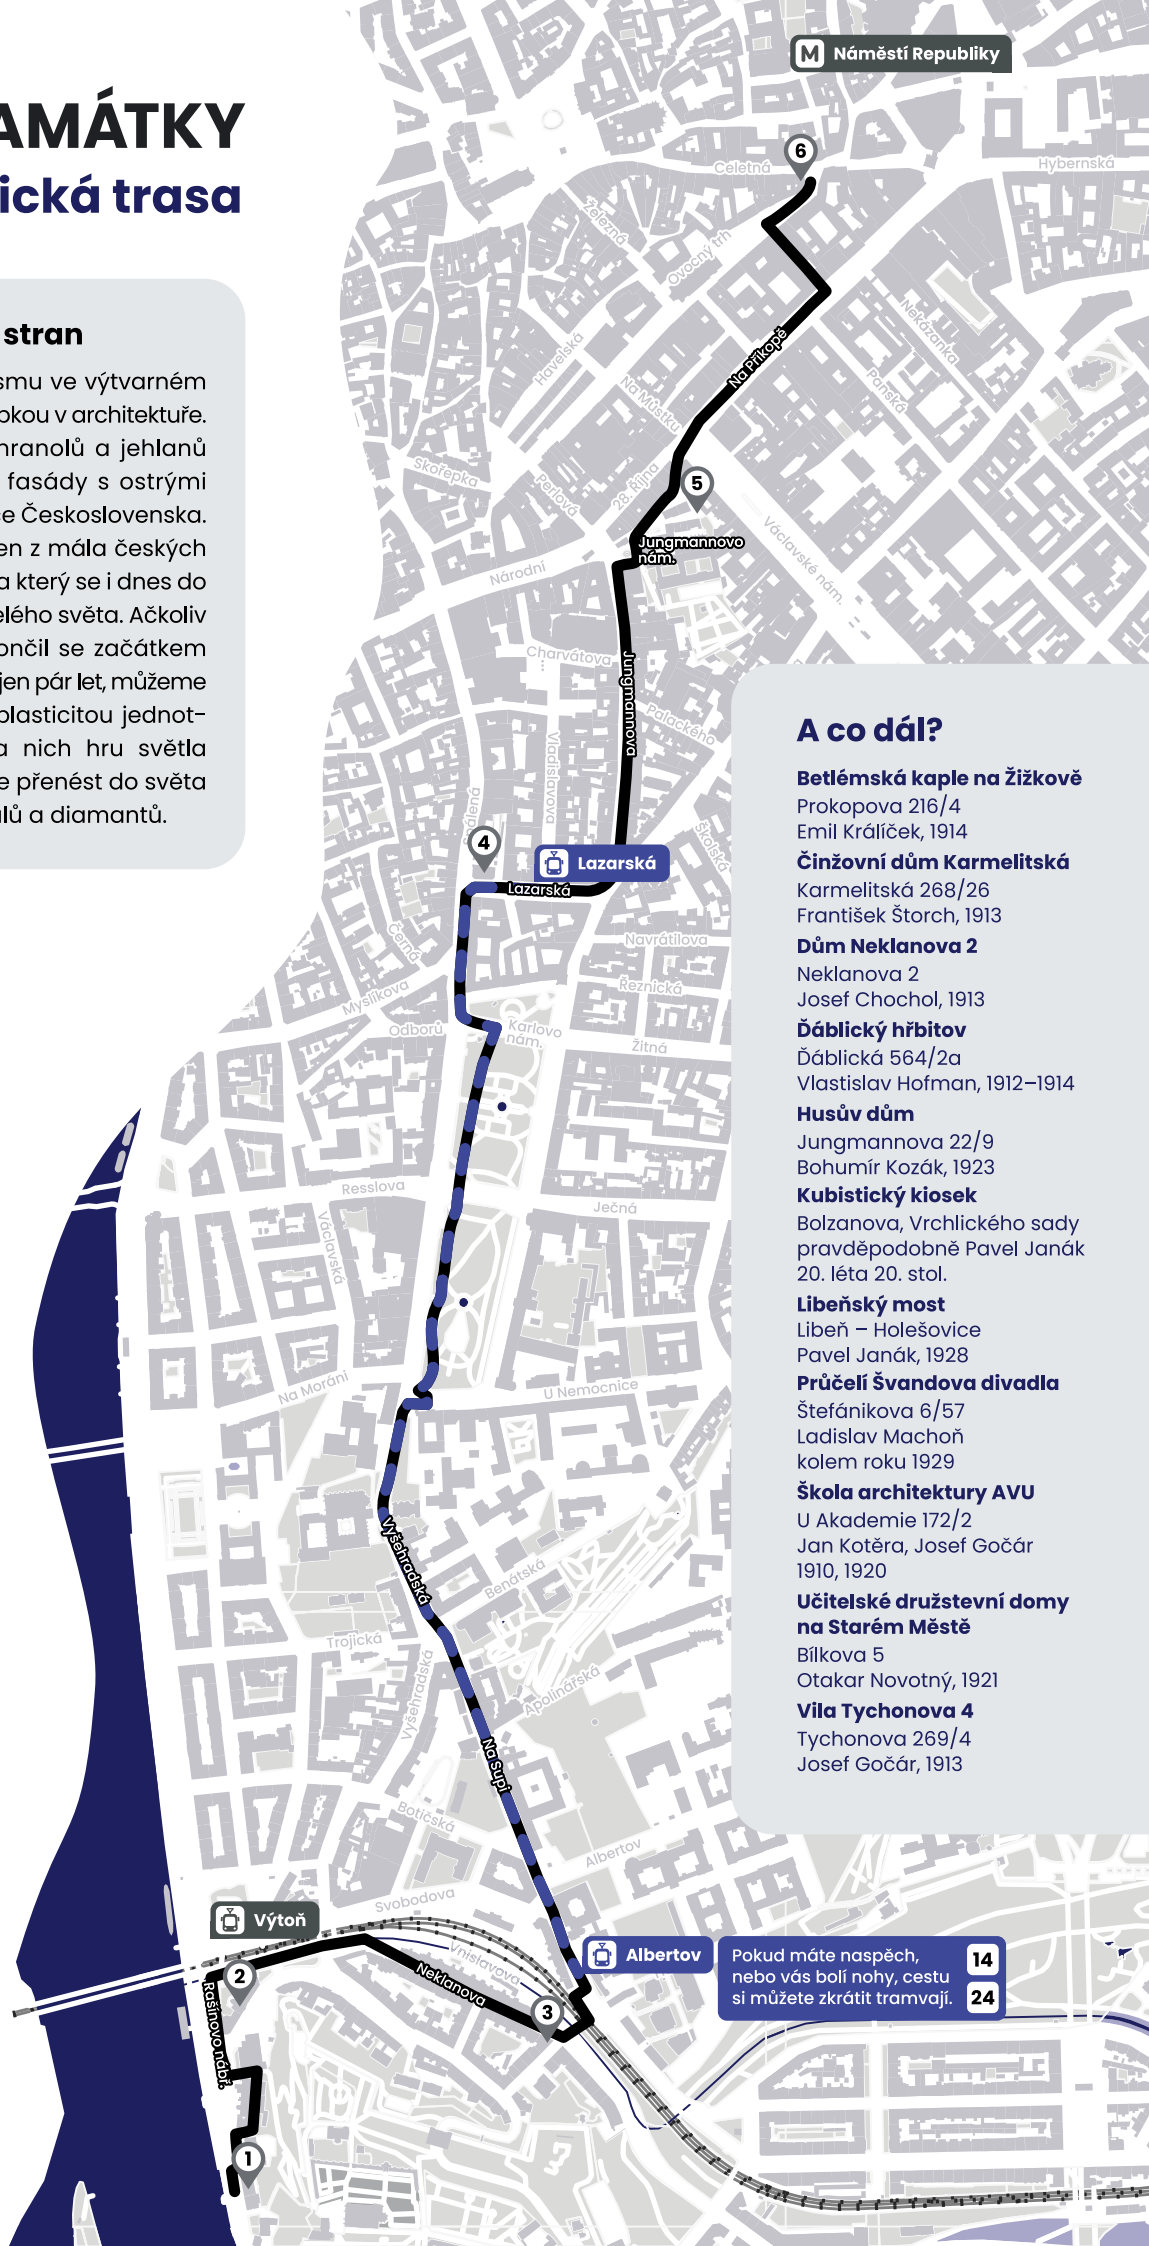 AMÁTKY
ická trasa
stran
smu ve výtvarném
okou v architektuře.
hranolů a jehlanů
fasády s ostrými
ce Československa.
en z mála českých
a který se i dnes do
elého světa. Ačkoliv
ončil se začátkem
jen pár let, můžeme
plasticitou jednot-
a nich hru světla
e přenést do světa
lů a diamantů.
M Náměstí Republiky
6
Celetná
Hybernská
Železná
Ovocný trh
Nekázanka
Havelská
Na Příkopě
Na Můstku
Panská
Skořepka
Perlová
28. Října
5
Václavské nám.
Jungmannovo
nám.
Národní
Charvátova
Jungmannova
Palackého
Vladislavova
Školská
4
Lazarská
Lazarská
Černá
Navrátilova
Řeznická
Myslíkova
Odborů
Karlovo
nám.
Žitná
Resslova
Ječná
Václavská
Na Moráni
U Nemocnice
Vyšehradská
Benátská
Trojická
Apolinářská
Vyšehradská
Na Slupi
Botičská
Albertov
Svobodova
Výtoň
Vnislavova
Neklanova
2
3
Rašínovo nábř.
1
Albertov
Pokud máte naspěch,
nebo vás bolí nohy, cestu
si můžete zkrátit tramvají.
14
24
A co dál?
Betlémská kaple na Žižkově
Prokopova 216/4
Emil Králíček, 1914
Činžovní dům Karmelitská
Karmelitská 268/26
František Štorch, 1913
Dům Neklanova 2
Neklanova 2
Josef Chochol, 1913
Ďáblický hřbitov
Ďáblická 564/2a
Vlastislav Hofman, 1912–1914
Husův dům
Jungmannova 22/9
Bohumír Kozák, 1923
Kubistický kiosek
Bolzanova, Vrchlického sady
pravděpodobně Pavel Janák
20. léta 20. stol.
Libeňský most
Libeň – Holešovice
Pavel Janák, 1928
Průčelí Švandova divadla
Štefánikova 6/57
Ladislav Machoň
kolem roku 1929
Škola architektury AVU
U Akademie 172/2
Jan Kotěra, Josef Gočár
1910, 1920
Učitelské družstevní domy
na Starém Městě
Bílkova 5
Otakar Novotný, 1921
Vila Tychonova 4
Tychonova 269/4
Josef Gočár, 1913